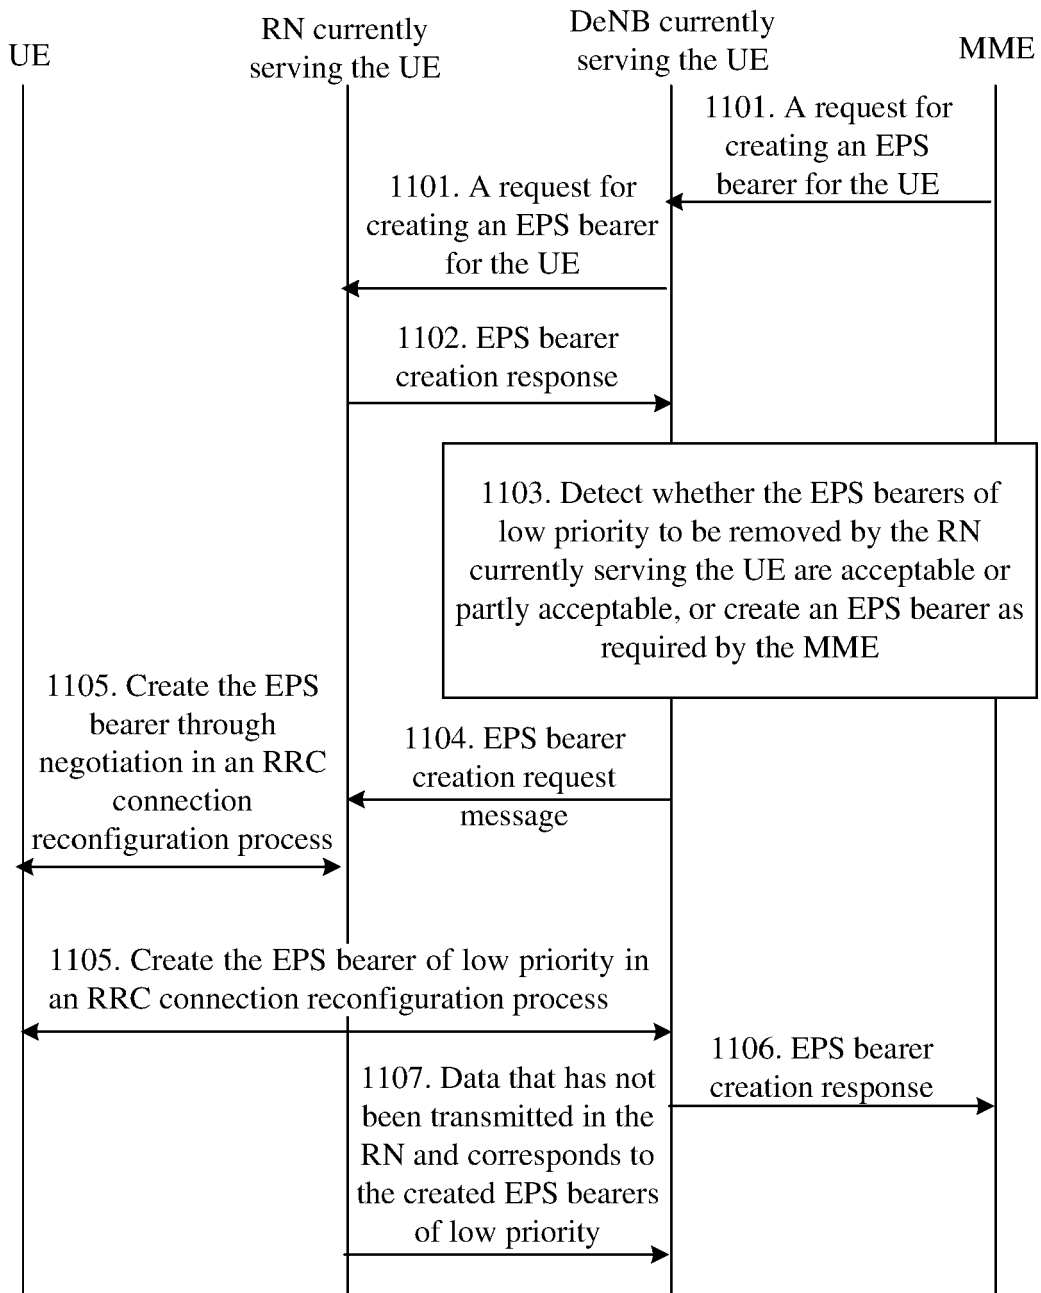 UE
RN currently
serving the UE
DeNB currently
serving the UE
MME
1101. A request for
creating an EPS
bearer for the UE
1101. A request for
creating an EPS bearer
for the UE
1102. EPS bearer
creation response
1103. Detect whether the EPS bearers of
low priority to be removed by the RN
currently serving the UE are acceptable or
partly acceptable, or create an EPS bearer as
required by the MME
1105. Create the EPS
bearer through
negotiation in an RRC
connection
reconfiguration process
1104. EPS bearer
creation request
message
1105. Create the EPS bearer of low priority in
an RRC connection reconfiguration process
1106. EPS bearer
creation response
1107. Data that has not
been transmitted in the
RN and corresponds to
the created EPS bearers
of low priority